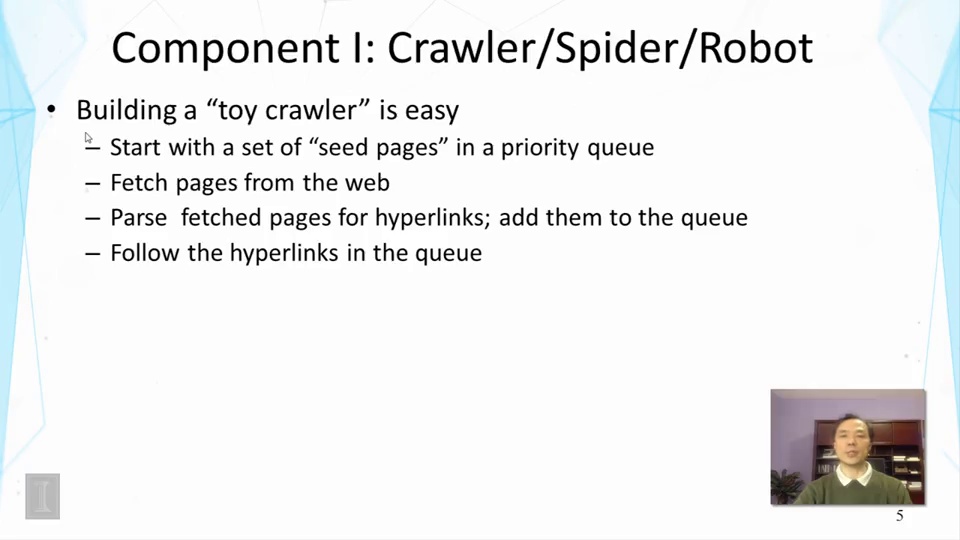 Component I: Crawler/Spider/Robot
• Building a “toy crawler” is easy
– Start with a set of “seed pages” in a priority queue
– Fetch pages from the web
– Parse fetched pages for hyperlinks; add them to the queue
– Follow the hyperlinks in the queue
I
5